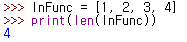 >>> lnFunc = [1, 2, 3, 4]
>>> print(len(lnFunc))
4